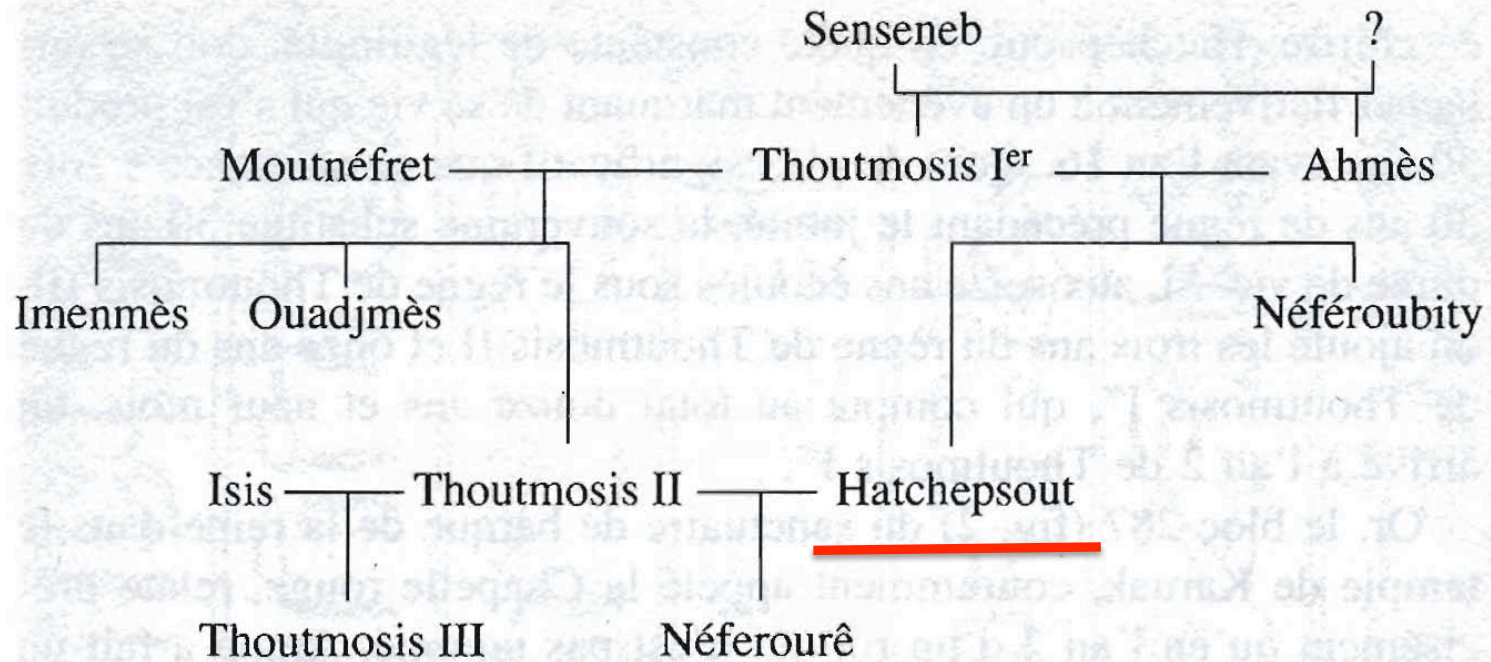 Senseneb ?
Moutnéfret Thoutmosis Ier Ahmès
Imenmès Ouadjmès Néféroubity
Isis Thoutmosis II Hatchepsout
Thoutmosis III Néferourê